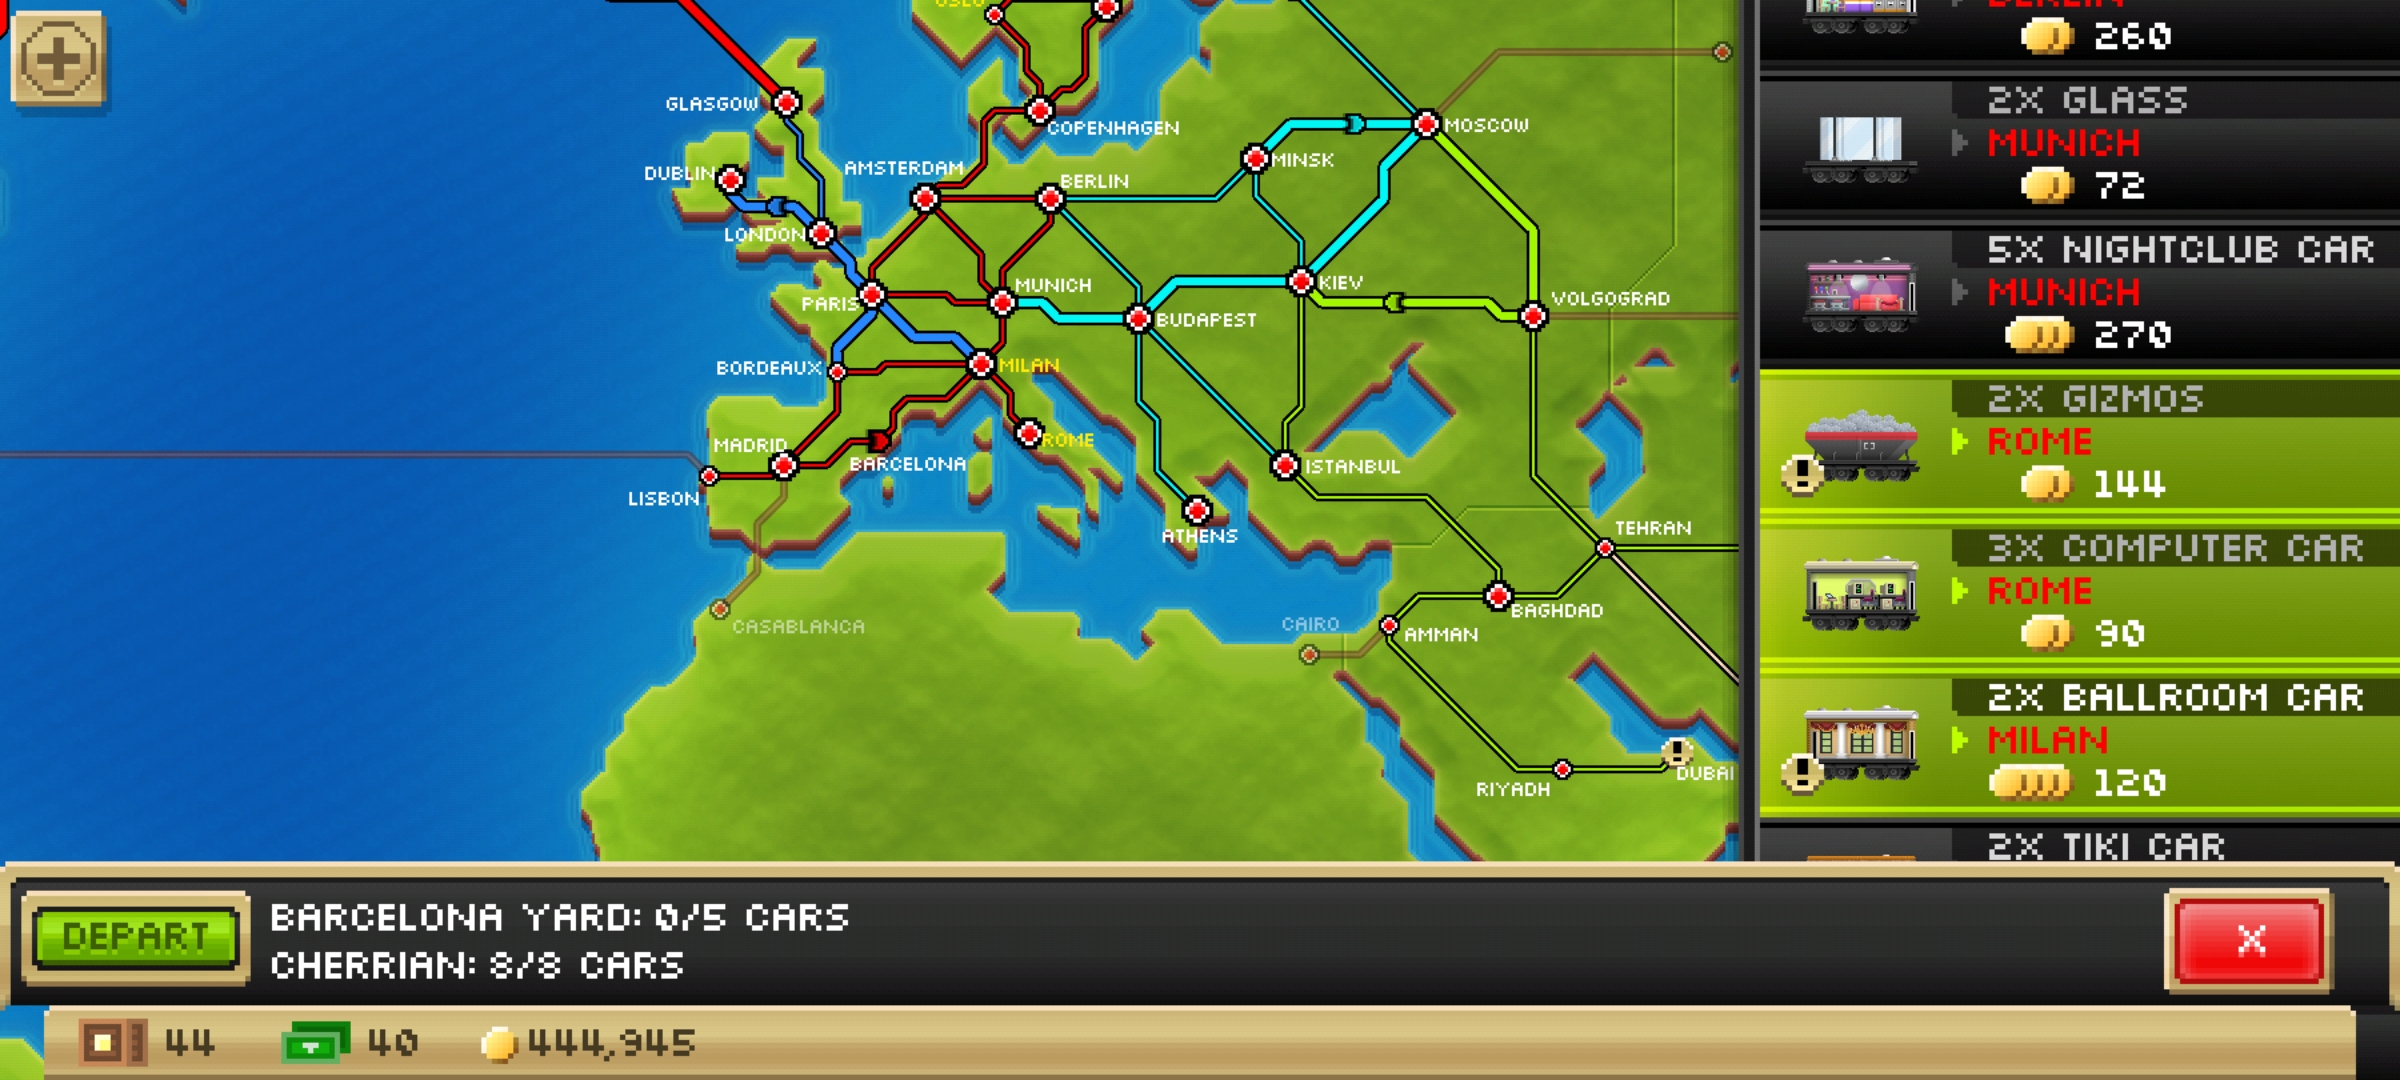 OSLO
GLASGOW
COPENHAGEN
MOSCOW
MINSK
DUBLIN
AMSTERDAM
BERLIN
LONDON
MUNICH
KIEV
VOLGOGRAD
PARIS
BUDAPEST
BORDEAUX
MILAN
MADRID
ROME
BARCELONA
ISTANBUL
LISBON
ATHENS
TEHRAN
CASABLANCA
CAIRO
AMMAN
BAGHDAD
RIYADH
DUBAI
BERLIN
260
2X GLASS
MUNICH
72
5X NIGHTCLUB CAR
MUNICH
270
2X GIZMOS
ROME
144
3X COMPUTER CAR
ROME
90
2X BALLROOM CAR
MILAN
120
2X TIKI CAR
DEPART
BARCELONA YARD: 0/5 CARS
CHERRIAN: 8/8 CARS
X
44
40
444,945